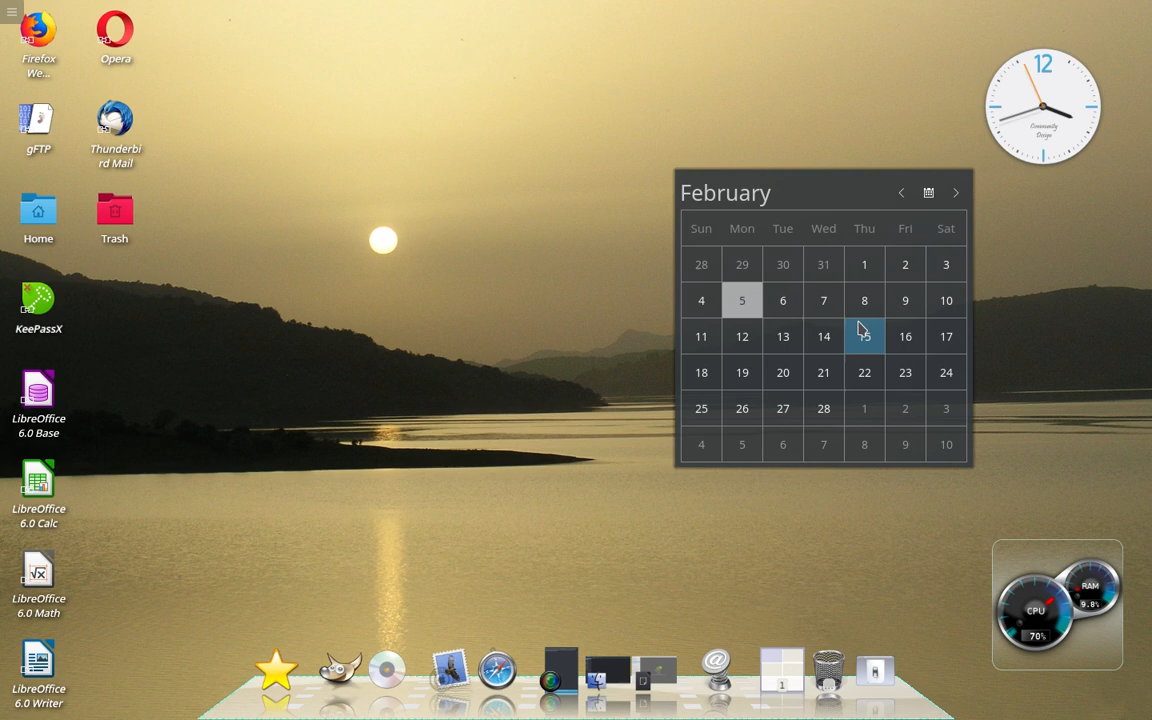 Firefox
We...
Opera
gFTP
Thunderbi
rd Mail
Home
Trash
KeePassX
LibreOffice
6.0 Base
LibreOffice
6.0 Calc
LibreOffice
6.0 Math
LibreOffice
6.0 Writer
12
Community
Design
February
Sun Mon Tue Wed Thu Fri Sat
28 29 30 31 1 2 3
4 5 6 7 8 9 10
11 12 13 14 15 16 17
18 19 20 21 22 23 24
25 26 27 28 1 2 3
4 5 6 7 8 9 10
RAM
9.8%
CPU
70%
@
1